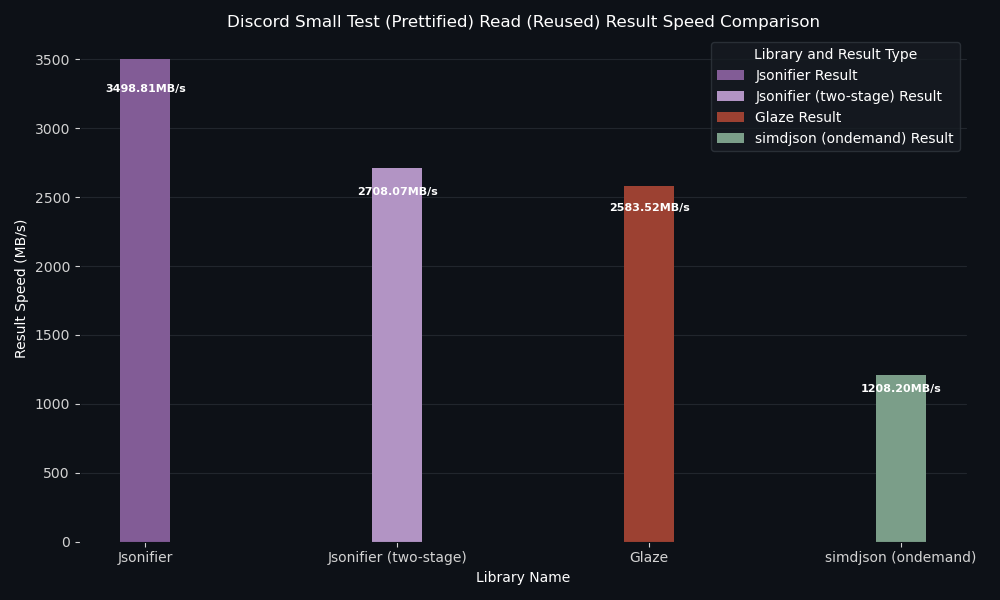 Discord Small Test (Prettified) Read (Reused) Result Speed Comparison
Library and Result Type
Jsonifier Result
Jsonifier (two-stage) Result
Glaze Result
simdjson (ondemand) Result
Result Speed (MB/s)
3500
3000
2500
2000
1500
1000
500
0
3498.81MB/s
2708.07MB/s
2583.52MB/s
1208.20MB/s
Jsonifier
Jsonifier (two-stage)
Glaze
simdjson (ondemand)
Library Name